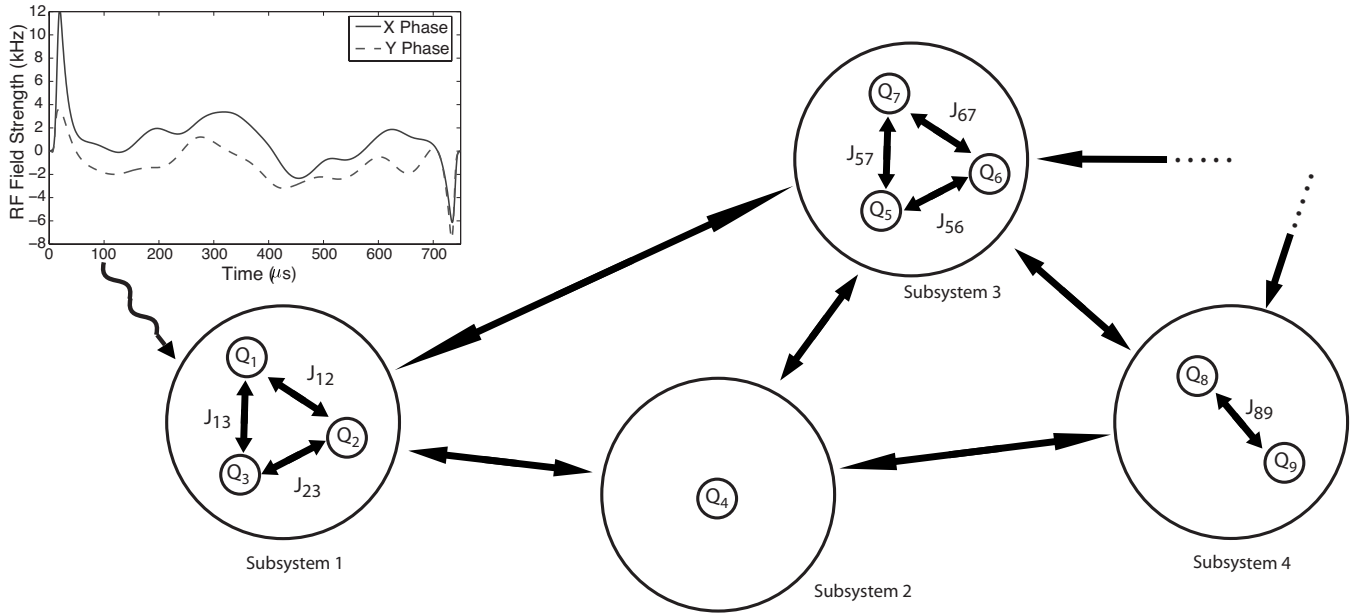 12
10
8
6
4
2
0
−2
−4
−6
−8
RF Field Strength (kHz)
X Phase
Y Phase
0 100 200 300 400 500 600 700
Time (μs)
Q7
J67
J57
Q6
Q5
J56
Subsystem 3
Q1
J12
J13
Q2
Q3
J23
Subsystem 1
Q4
Subsystem 2
Q8
J89
Q9
Subsystem 4